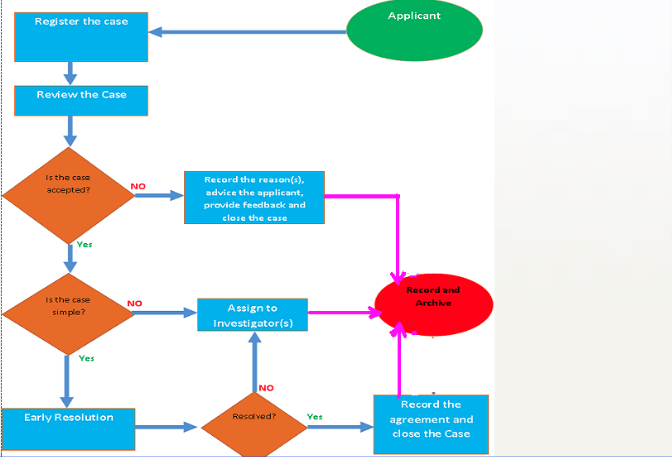 Applicant
Register the case
Review the Case
Is the case
accepted?
NO
Record the reason(s),
advice the applicant,
provide feedback and
close the case
Yes
Is the case
simple?
NO
Assign to
Investigator(s)
Record and
Archive
Yes
NO
Early Resolution
Resolved?
Yes
Record the
agreement and
close the Case